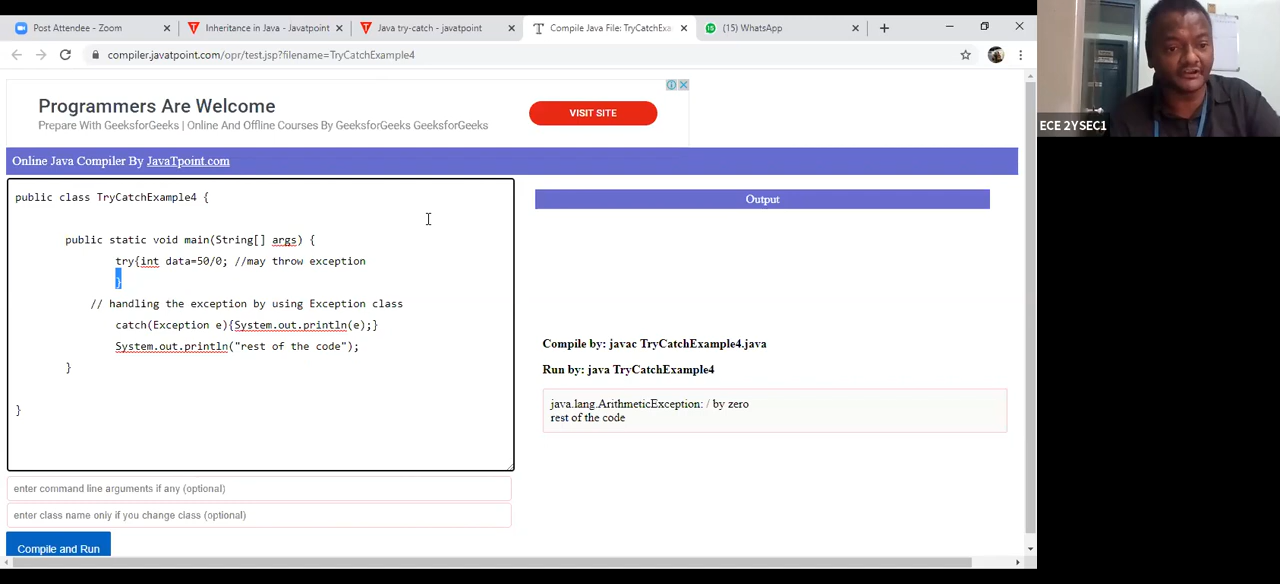 Post Attendee - Zoom
Inheritance in Java - Javatpoint
Java try-catch - javatpoint
Compile Java File: TryCatchExa
(15) WhatsApp
compiler.javatpoint.com/opr/test.jsp?filename=TryCatchExample4
Programmers Are Welcome
Prepare With GeeksforGeeks | Online And Offline Courses By GeeksforGeeks GeeksforGeeks
VISIT SITE
ECE 2YSEC1
Online Java Compiler By JavaTpoint.com
public class TryCatchExample4 {
public static void main(String[] args) {
try{int data=50/0; //may throw exception
}
// handling the exception by using Exception class
catch(Exception e){System.out.println(e);}
System.out.println("rest of the code");
}
}
Output
Compile by: javac TryCatchExample4.java
Run by: java TryCatchExample4
java.lang.ArithmeticException: / by zero
rest of the code
enter command line arguments if any (optional)
enter class name only if you change class (optional)
Compile and Run